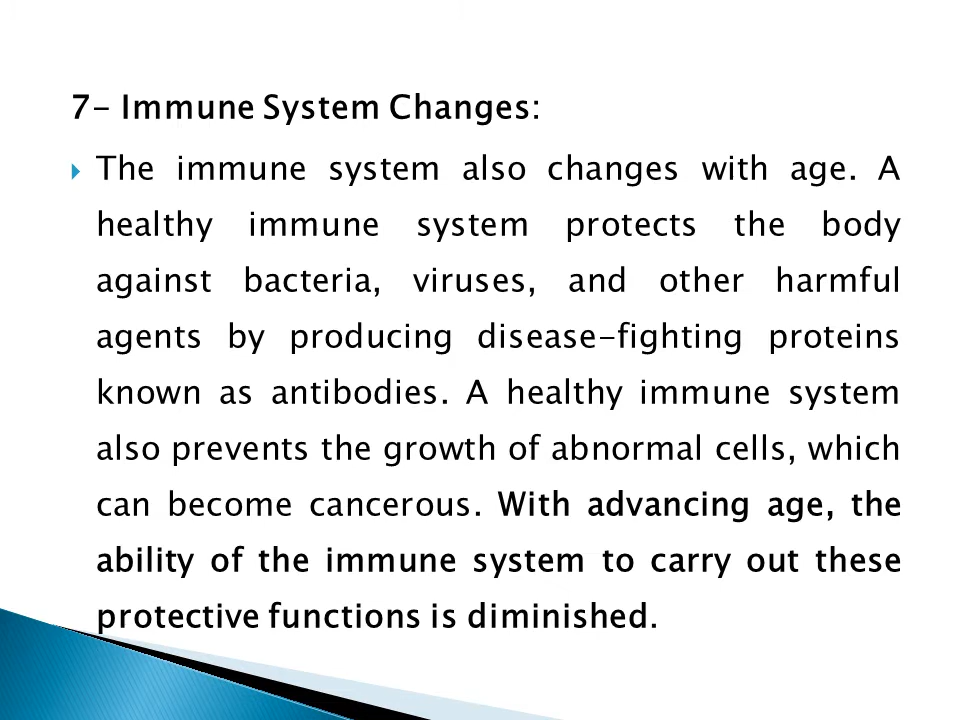 7- Immune System Changes:
The immune system also changes with age. A
healthy immune system protects the body
against bacteria, viruses, and other harmful
agents by producing disease-fighting proteins
known as antibodies. A healthy immune system
also prevents the growth of abnormal cells, which
can become cancerous. With advancing age, the
ability of the immune system to carry out these
protective functions is diminished.